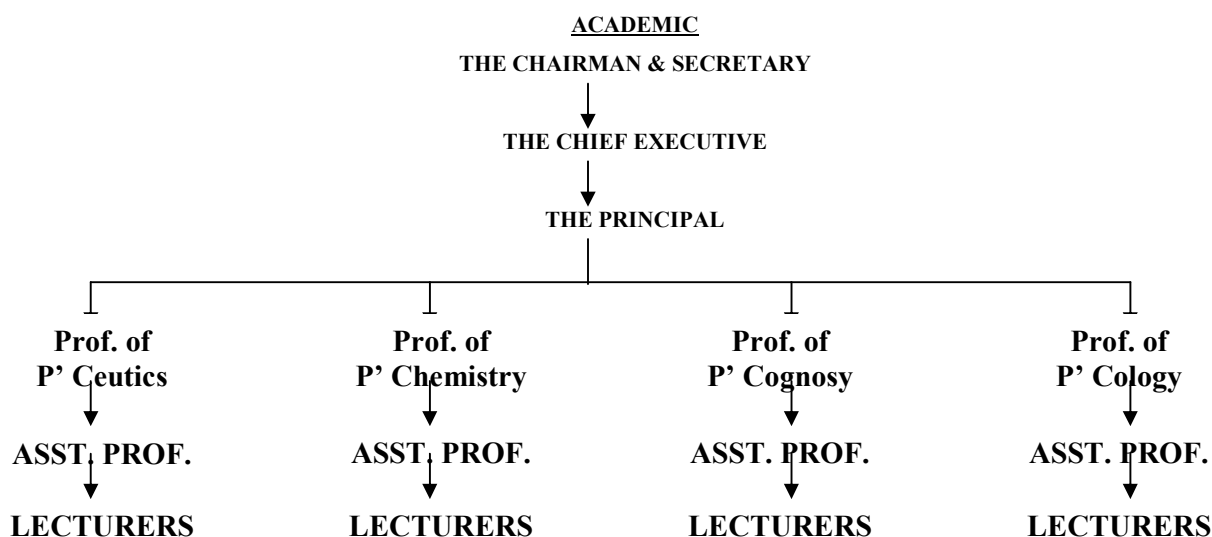 ACADEMIC
THE CHAIRMAN & SECRETARY
THE CHIEF EXECUTIVE
THE PRINCIPAL
Prof. of
P’ Ceutics
Prof. of
P’ Chemistry
Prof. of
P’ Cognosy
Prof. of
P’ Cology
ASST. PROF.
ASST. PROF.
ASST. PROF.
ASST. PROF.
LECTURERS
LECTURERS
LECTURERS
LECTURERS